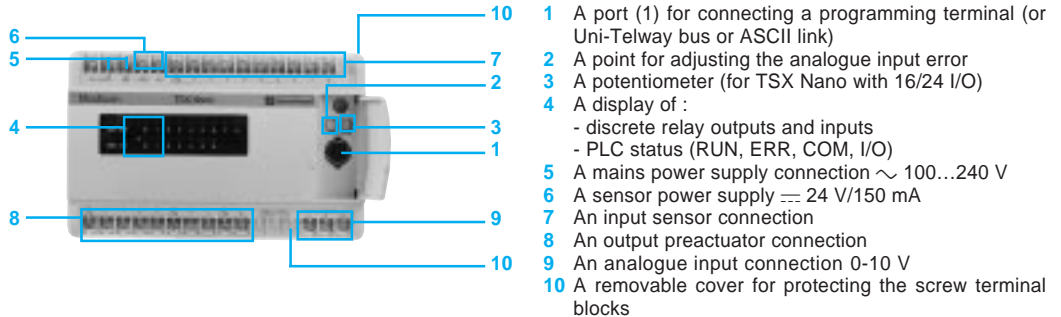 10
6
5
7
2
4
3
1
8
9
10
Modicon
TSX Nano
1 A port (1) for connecting a programming terminal (or
Uni-Telway bus or ASCII link)
2 A point for adjusting the analogue input error
3 A potentiometer (for TSX Nano with 16/24 I/O)
4 A display of :
- discrete relay outputs and inputs
- PLC status (RUN, ERR, COM, I/O)
5 A mains power supply connection ～ 100…240 V
6 A sensor power supply ⎓ 24 V/150 mA
7 An input sensor connection
8 An output preactuator connection
9 An analogue input connection 0-10 V
10 A removable cover for protecting the screw terminal
blocks